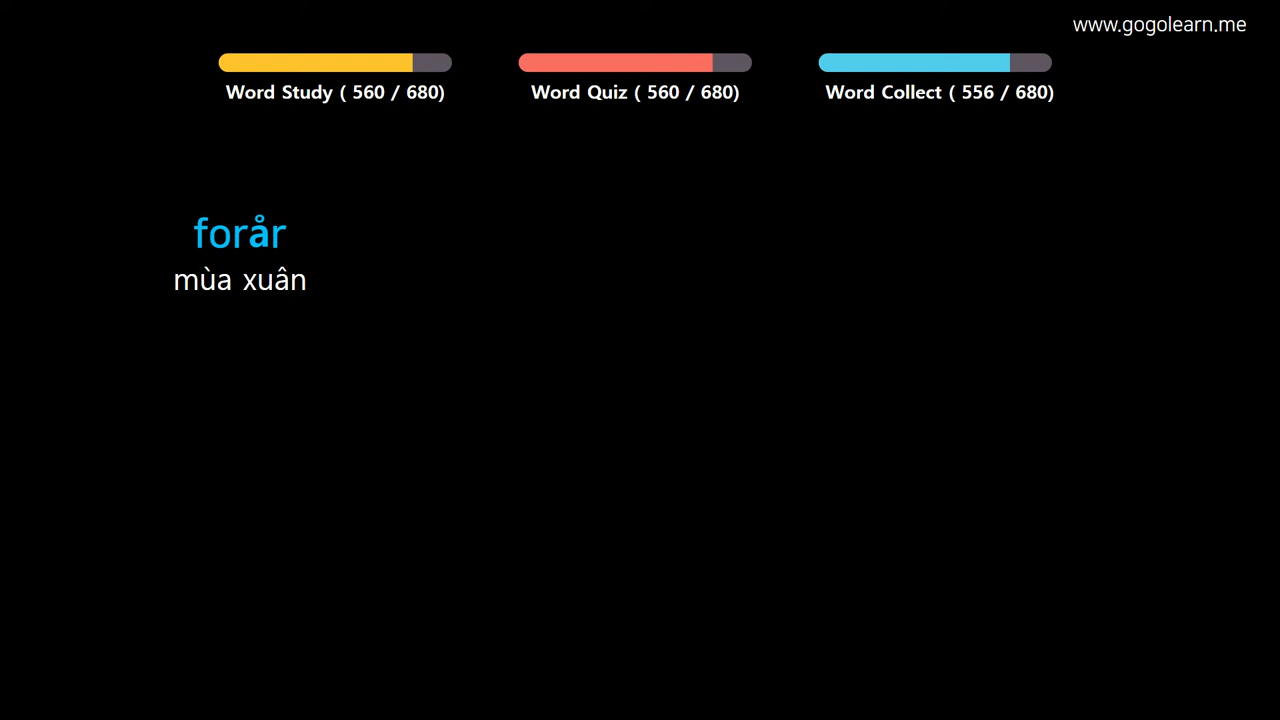 www.gogolearn.me
Word Study ( 560 / 680)
Word Quiz ( 560 / 680)
Word Collect ( 556 / 680)
forår
mùa xuân